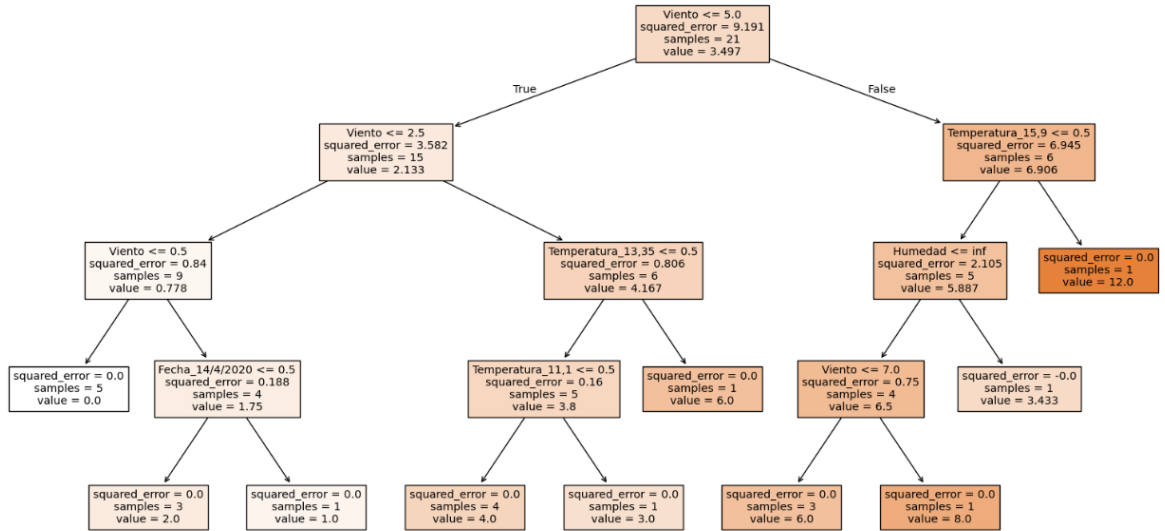 Viento <= 5.0
squared_error = 9.191
samples = 21
value = 3.497
True
False
Viento <= 2.5
squared_error = 3.582
samples = 15
value = 2.133
Temperatura_15,9 <= 0.5
squared_error = 6.945
samples = 6
value = 6.906
Viento <= 0.5
squared_error = 0.84
samples = 9
value = 0.778
Temperatura_13,35 <= 0.5
squared_error = 0.806
samples = 6
value = 4.167
Humedad <= inf
squared_error = 2.105
samples = 5
value = 5.887
squared_error = 0.0
samples = 1
value = 12.0
squared_error = 0.0
samples = 5
value = 0.0
Fecha_14/4/2020 <= 0.5
squared_error = 0.188
samples = 4
value = 1.75
Temperatura_11,1 <= 0.5
squared_error = 0.16
samples = 5
value = 3.8
squared_error = 0.0
samples = 1
value = 6.0
Viento <= 7.0
squared_error = 0.75
samples = 4
value = 6.5
squared_error = -0.0
samples = 1
value = 3.433
squared_error = 0.0
samples = 3
value = 2.0
squared_error = 0.0
samples = 1
value = 1.0
squared_error = 0.0
samples = 4
value = 4.0
squared_error = 0.0
samples = 1
value = 3.0
squared_error = 0.0
samples = 3
value = 6.0
squared_error = 0.0
samples = 1
value = 8.0